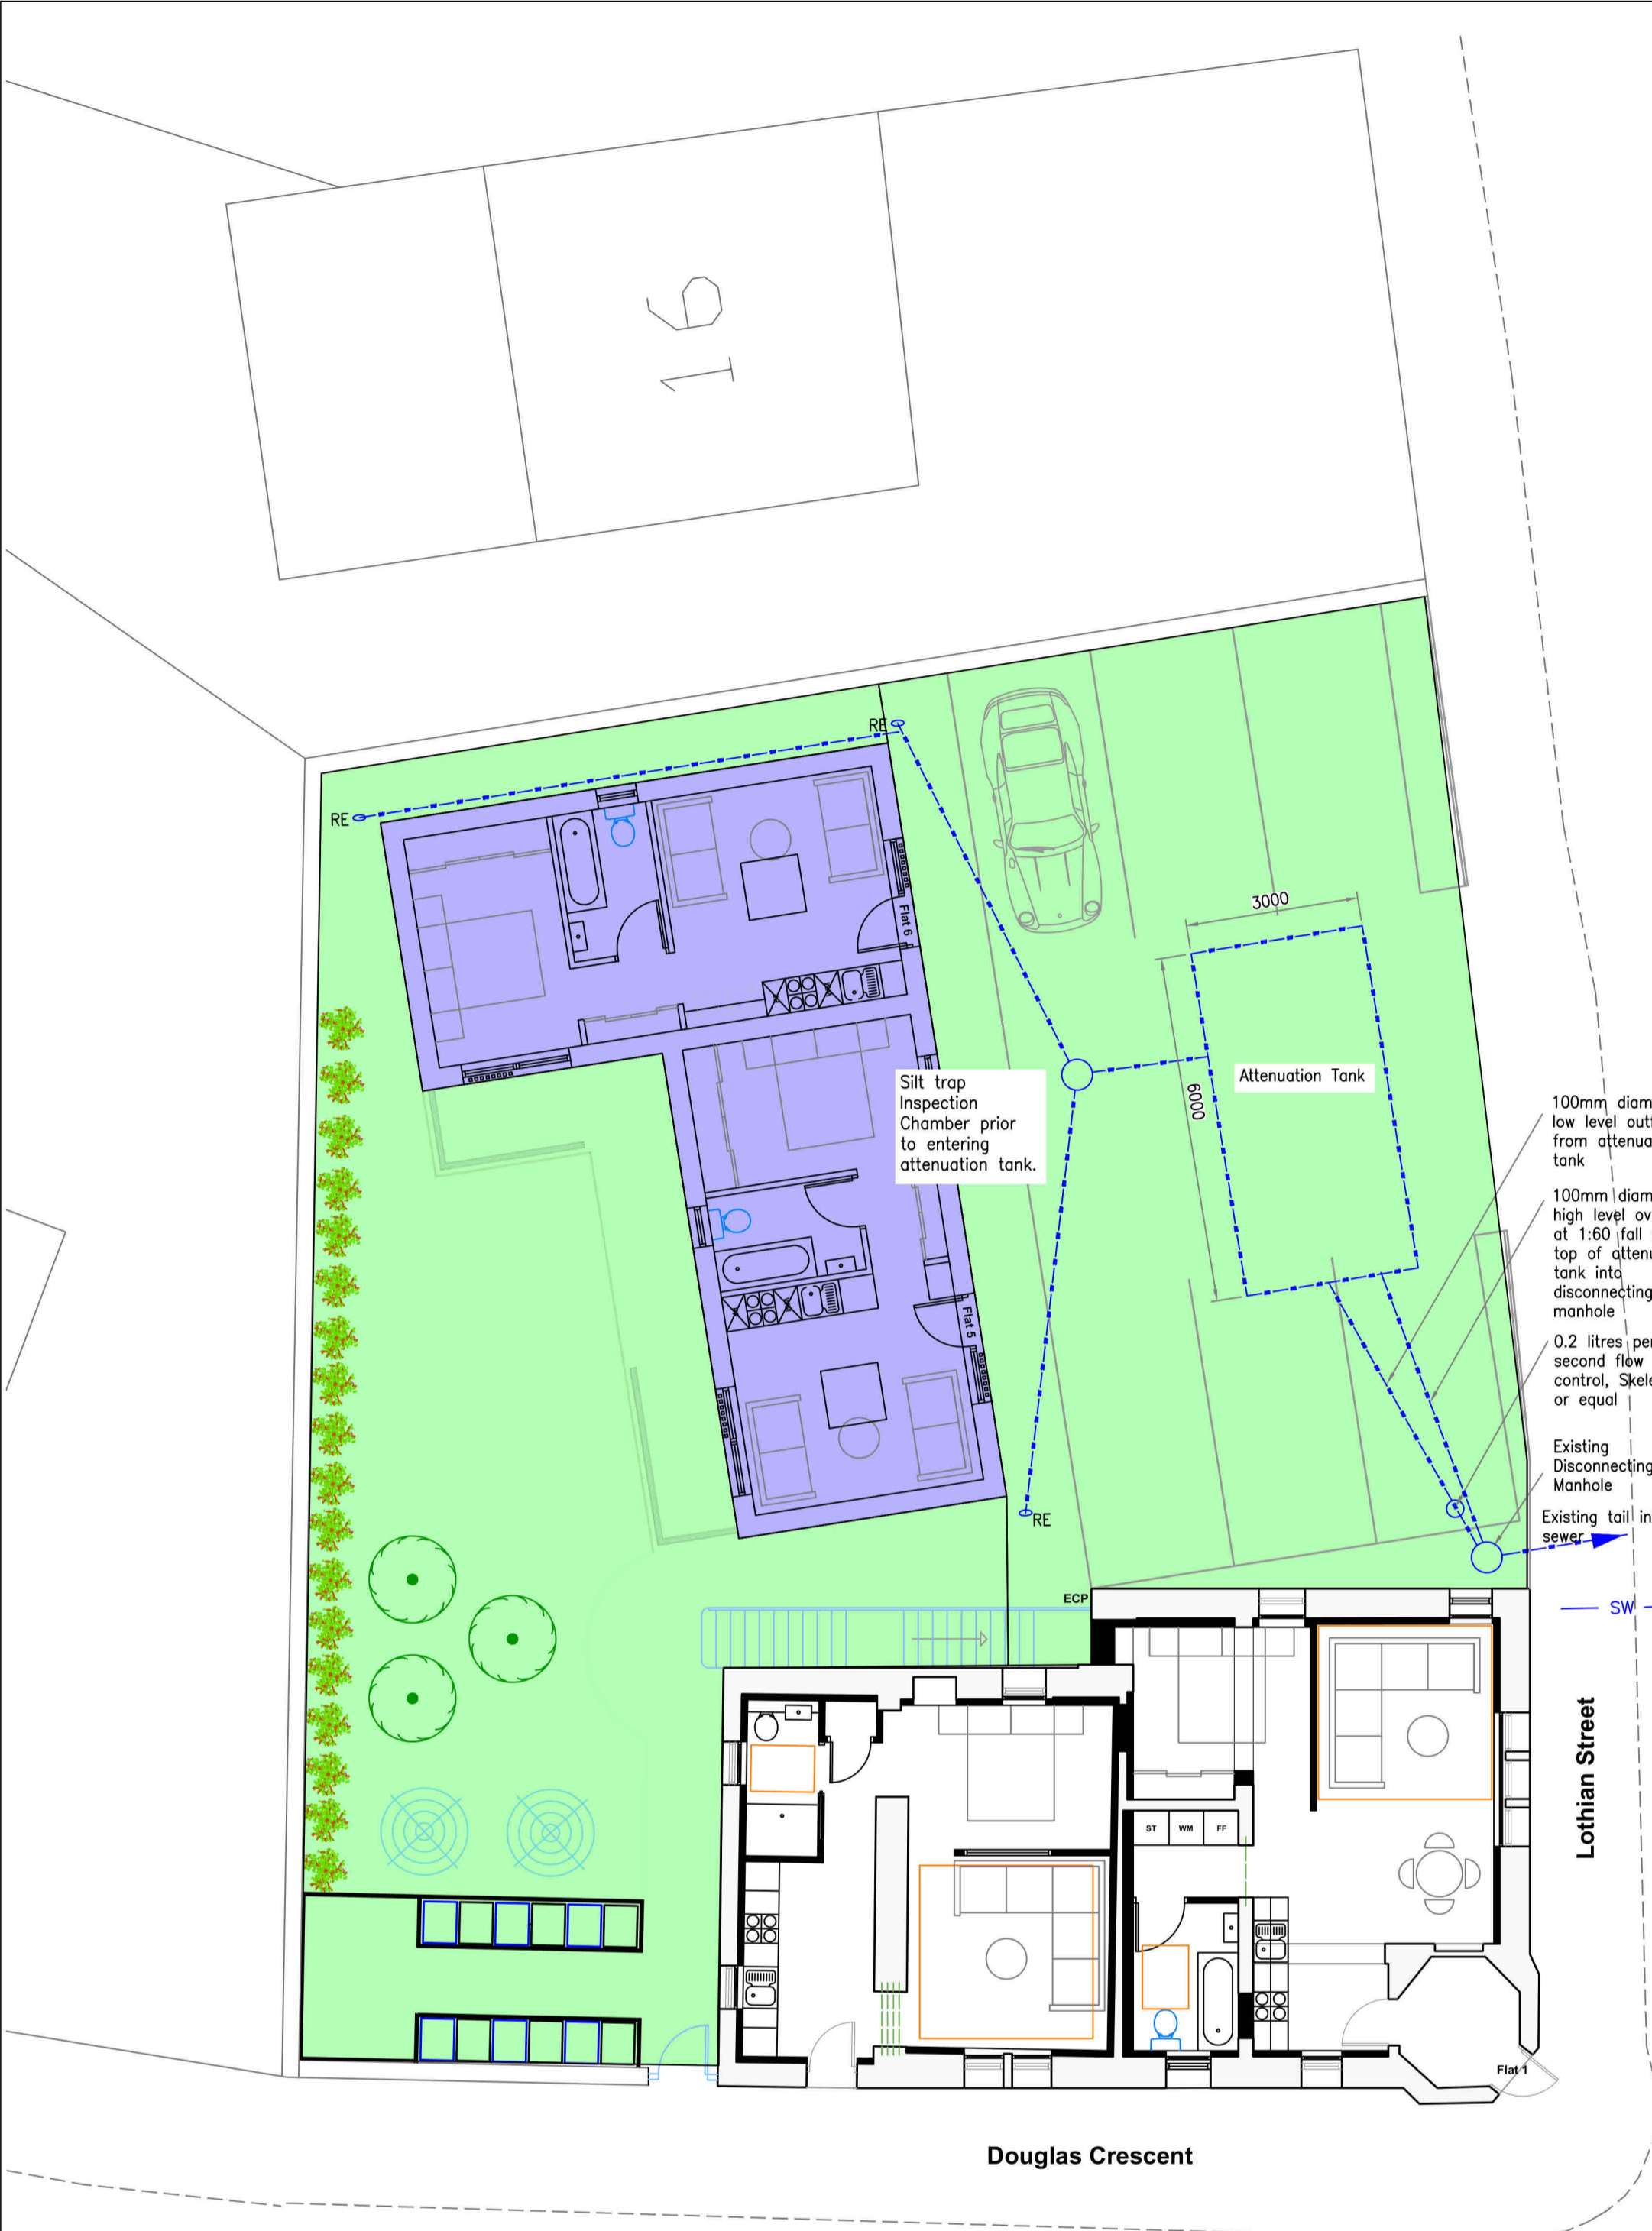 16
RE
RE
Flat 6
3000
6000
Silt trap
Inspection
Chamber prior
to entering
attenuation tank.
Attenuation Tank
100mm diam
low level out
from attenua
tank
100mm diam
high level ov
at 1:60 fall
top of attenu
tank into
disconnecting
manhole
0.2 litres per
second flow
control, Skele
or equal
Existing
Disconnecting
Manhole
Existing tail in
sewer
Flat 5
RE
ECP
SW
ST WM FF
Lothian Street
Flat 1
Douglas Crescent